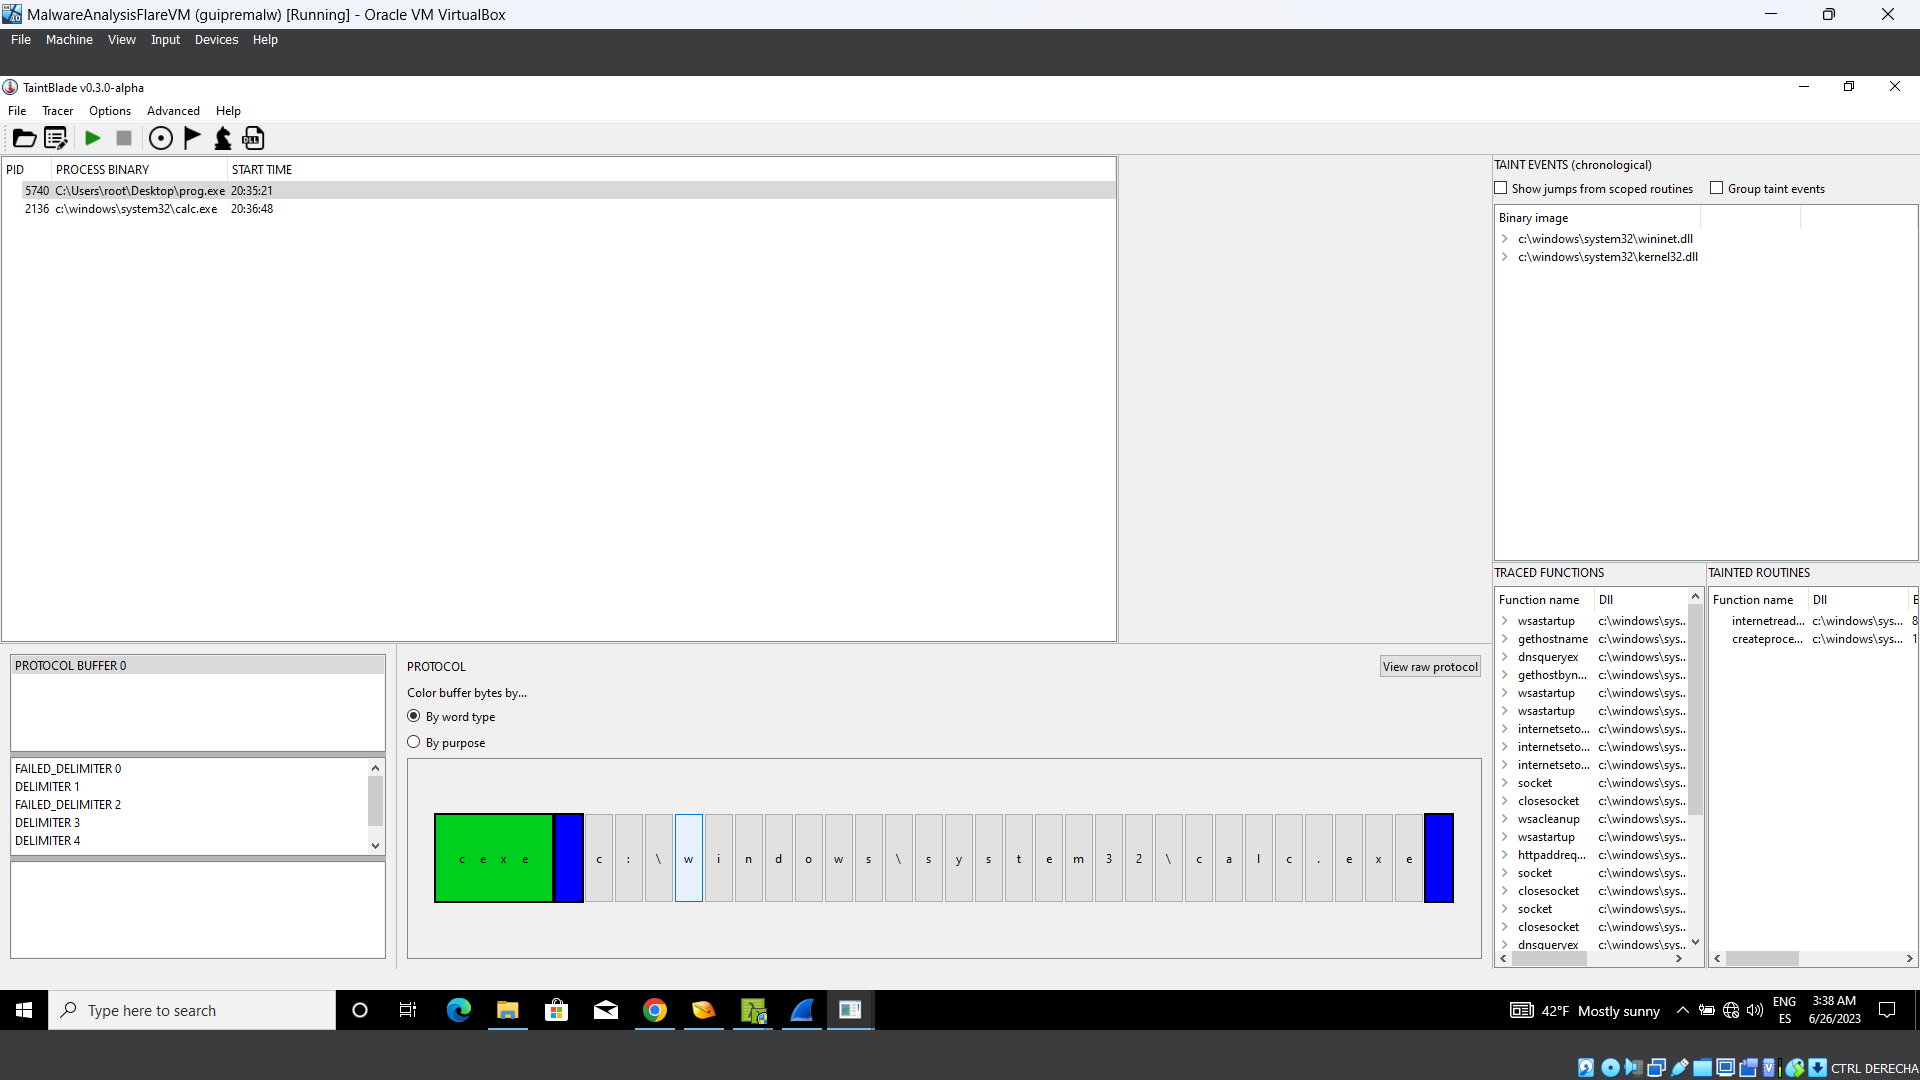 MalwareAnalysisFlareVM (guipremalw) [Running] - Oracle VM VirtualBox
File Machine View Input Devices Help
TaintBlade v0.3.0-alpha
File Tracer Options Advanced Help
DLL
PID PROCESS BINARY START TIME
5740 C:\Users\root\Desktop\prog.exe 20:35:21
2136 c:\windows\system32\calc.exe 20:36:48
TAINT EVENTS (chronological)
Show jumps from scoped routines Group taint events
Binary image
c:\windows\system32\wininet.dll
c:\windows\system32\kernel32.dll
TRACED FUNCTIONS
Function name Dll
wsastartup c:\windows\sys...
gethostname c:\windows\sys...
dnsqueryex c:\windows\sys...
gethostbyn... c:\windows\sys...
wsastartup c:\windows\sys...
wsastartup c:\windows\sys...
internetseto... c:\windows\sys...
internetseto... c:\windows\sys...
internetseto... c:\windows\sys...
socket c:\windows\sys...
closesocket c:\windows\sys...
wsacleanup c:\windows\sys...
wsastartup c:\windows\sys...
httpaddreq... c:\windows\sys...
socket c:\windows\sys...
closesocket c:\windows\sys...
socket c:\windows\sys...
closesocket c:\windows\sys...
dnsqueryex c:\windows\sys...
TAINTED ROUTINES
Function name Dll E
internetread... c:\windows\sys... 8
createproce... c:\windows\sys... 1
PROTOCOL BUFFER 0
FAILED_DELIMITER 0
DELIMITER 1
FAILED_DELIMITER 2
DELIMITER 3
DELIMITER 4
PROTOCOL
View raw protocol
Color buffer bytes by...
By word type
By purpose
c e x e c : \ w i n d o w s \ s y s t e m 3 2 \ c a l c . e x e
Type here to search
42°F Mostly sunny
ENG
ES
3:38 AM
6/26/2023
CTRL DERECHA